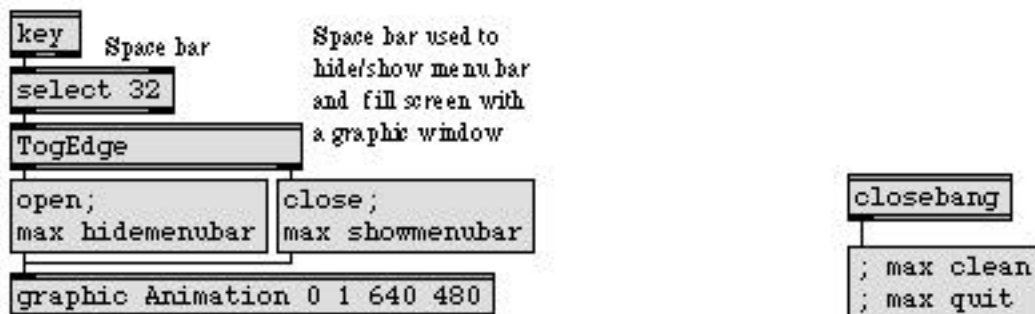 key
Space bar
Space bar used to
hide/show menu bar
and fill screen with
a graphic window
select 32
TogEdge
open;
max hidemenubar
close;
max showmenubar
graphic Animation 0 1 640 480
closebang
; max clean
; max quit